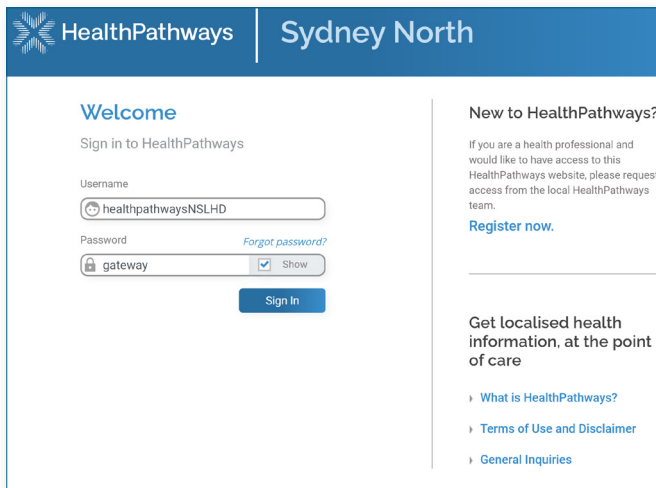 HealthPathways
Sydney North
Welcome
Sign in to HealthPathways
Username
healthpathwaysNSLHD
Password
Forgot password?
gateway
Show
Sign In
New to HealthPathways?
If you are a health professional and
would like to have access to this
HealthPathways website, please request
access from the local HealthPathways
team.
Register now.
Get localised health
information, at the point
of care
What is HealthPathways?
Terms of Use and Disclaimer
General Inquiries